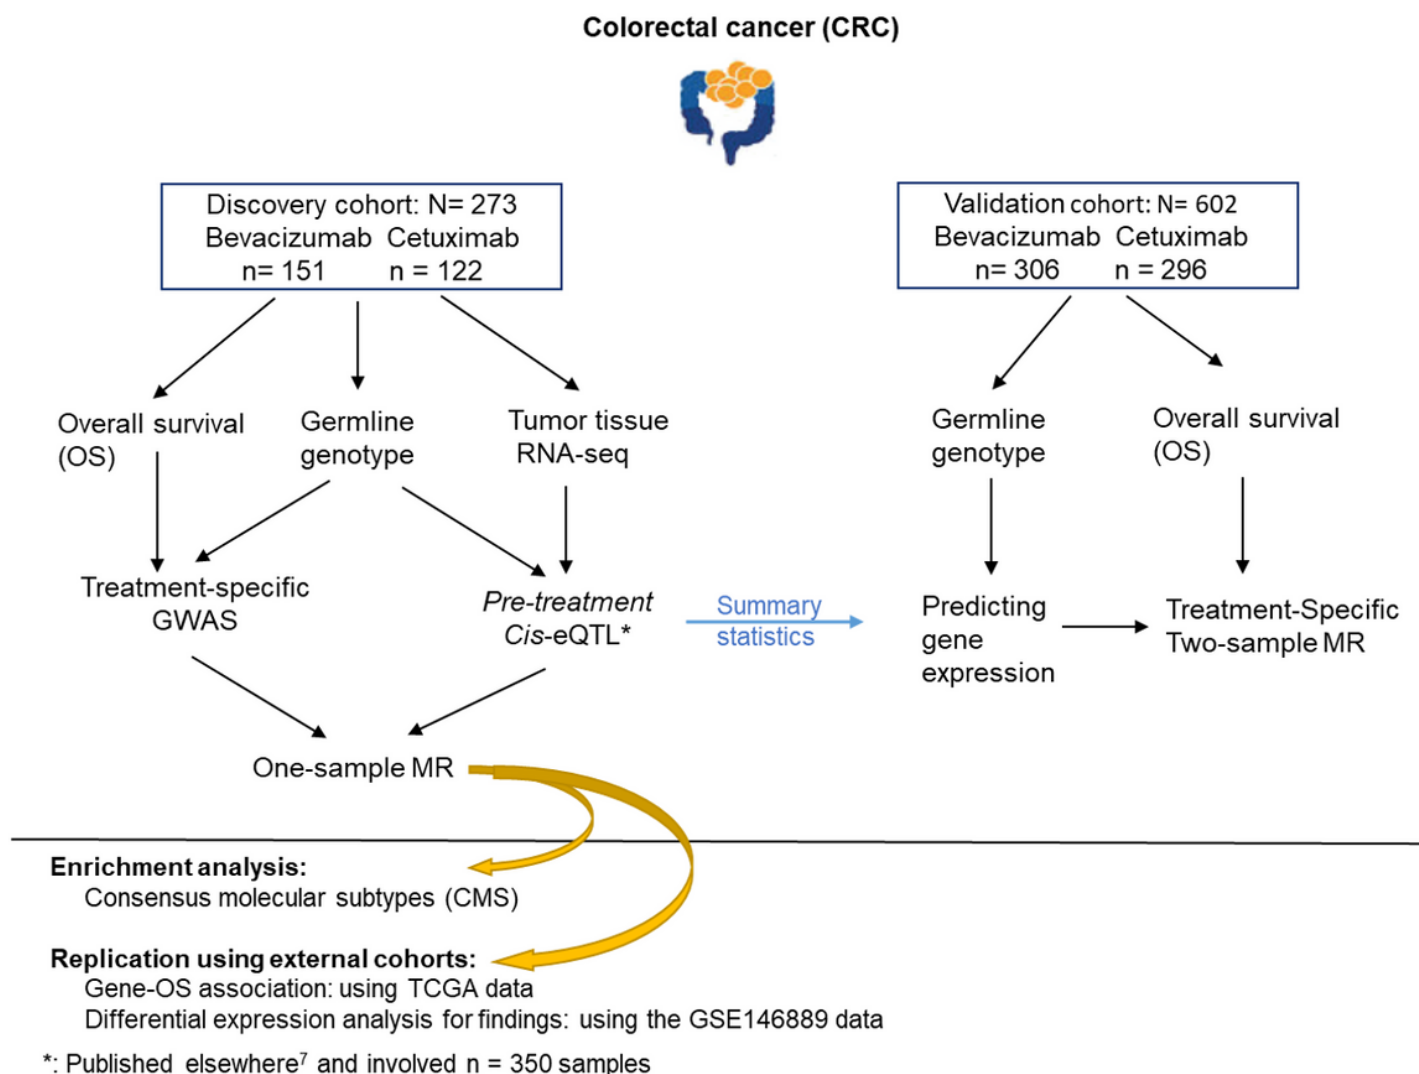 Colorectal cancer (CRC)
Discovery cohort: N= 273
Bevacizumab Cetuximab
n= 151 n = 122
Validation cohort: N= 602
Bevacizumab Cetuximab
n= 306 n = 296
Overall survival
(OS)
Germline
genotype
Tumor tissue
RNA-seq
Germline
genotype
Overall survival
(OS)
Treatment-specific
GWAS
Pre-treatment
Cis-eQTL*
Summary
statistics
Predicting
gene
expression
Treatment-Specific
Two-sample MR
One-sample MR
Enrichment analysis:
Consensus molecular subtypes (CMS)
Replication using external cohorts:
Gene-OS association: using TCGA data
Differential expression analysis for findings: using the GSE146889 data
*: Published elsewhere⁷ and involved n = 350 samples